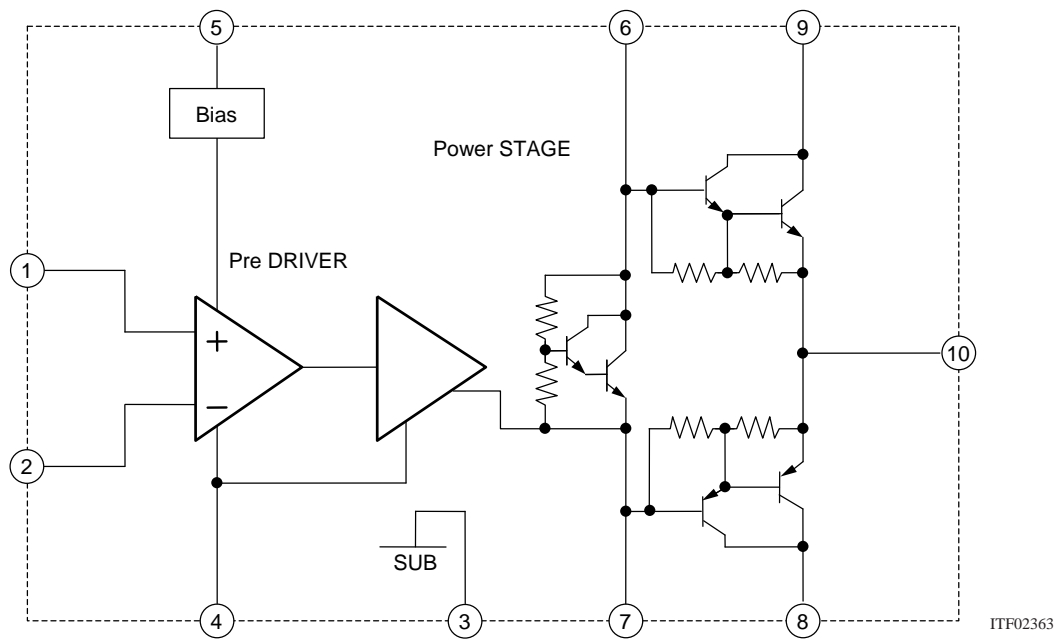 5
6
9
Bias
Power STAGE
1
Pre DRIVER
+
10
−
2
SUB
4
3
7
8
ITF02363